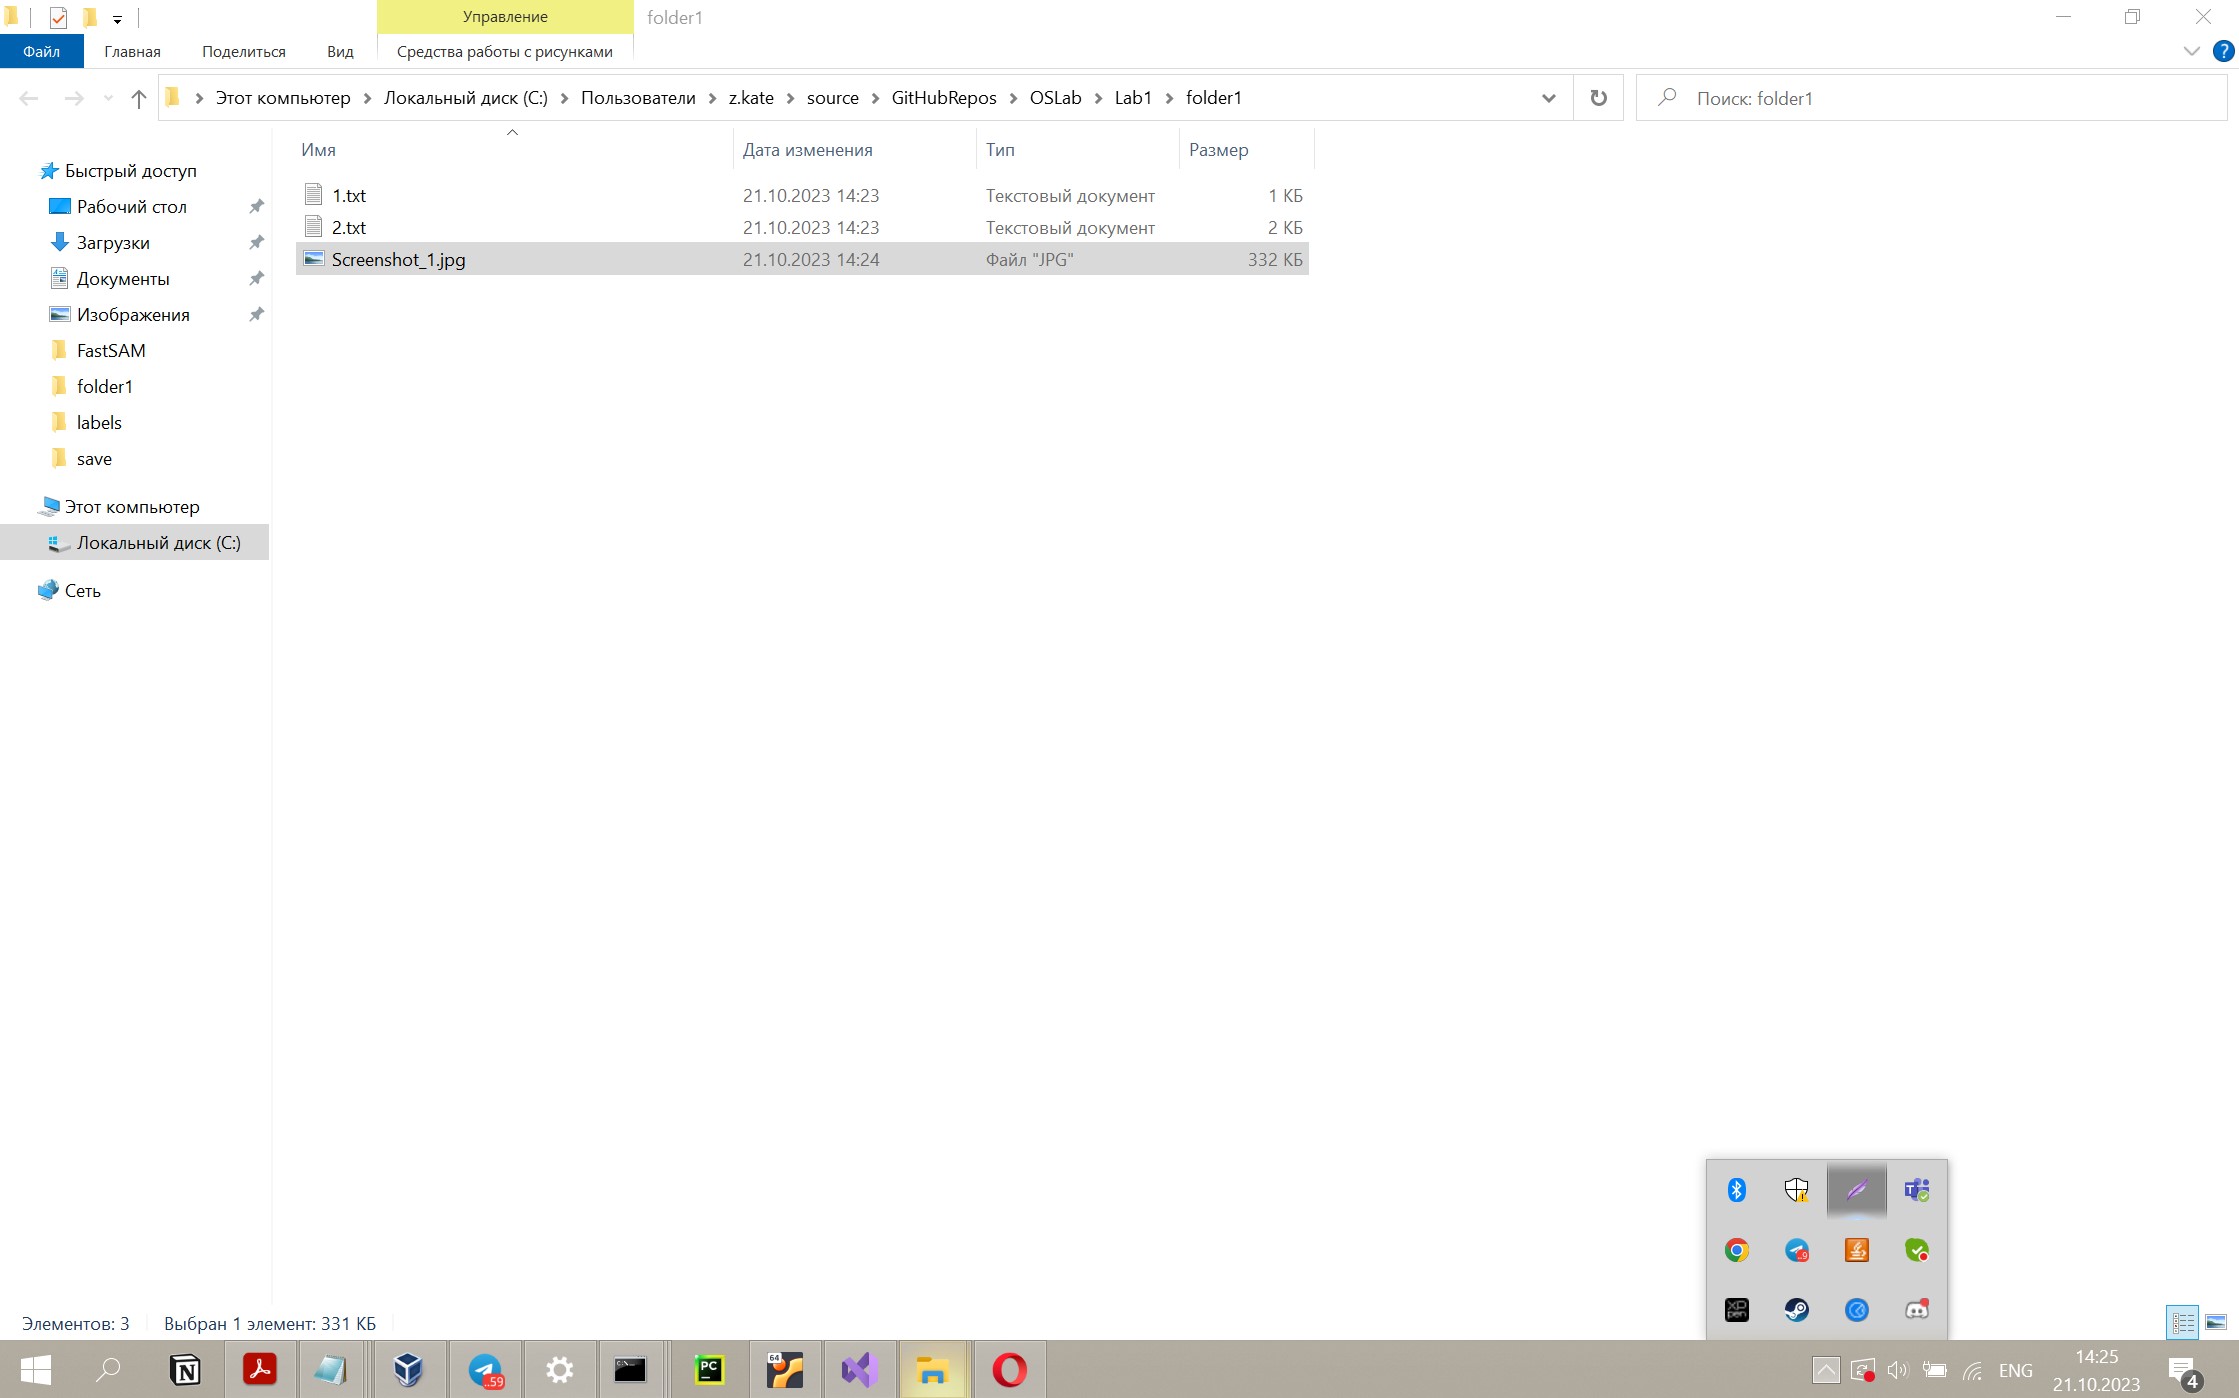 Управление
folder1
Файл
Главная
Поделиться
Вид
Средства работы с рисунками
?
Этот компьютер
Локальный диск (C:)
Пользователи
z.kate
source
GitHubRepos
OSLab
Lab1
folder1
Поиск: folder1
Имя
Дата изменения
Тип
Размер
1.txt
21.10.2023 14:23
Текстовый документ
1 КБ
2.txt
21.10.2023 14:23
Текстовый документ
2 КБ
Screenshot_1.jpg
21.10.2023 14:24
Файл "JPG"
332 КБ
Быстрый доступ
Рабочий стол
Загрузки
Документы
Изображения
FastSAM
folder1
labels
save
Этот компьютер
Локальный диск (C:)
Сеть
Элементов: 3
Выбран 1 элемент: 331 КБ
..59
PC
64
ENG
14:25
21.10.2023
4